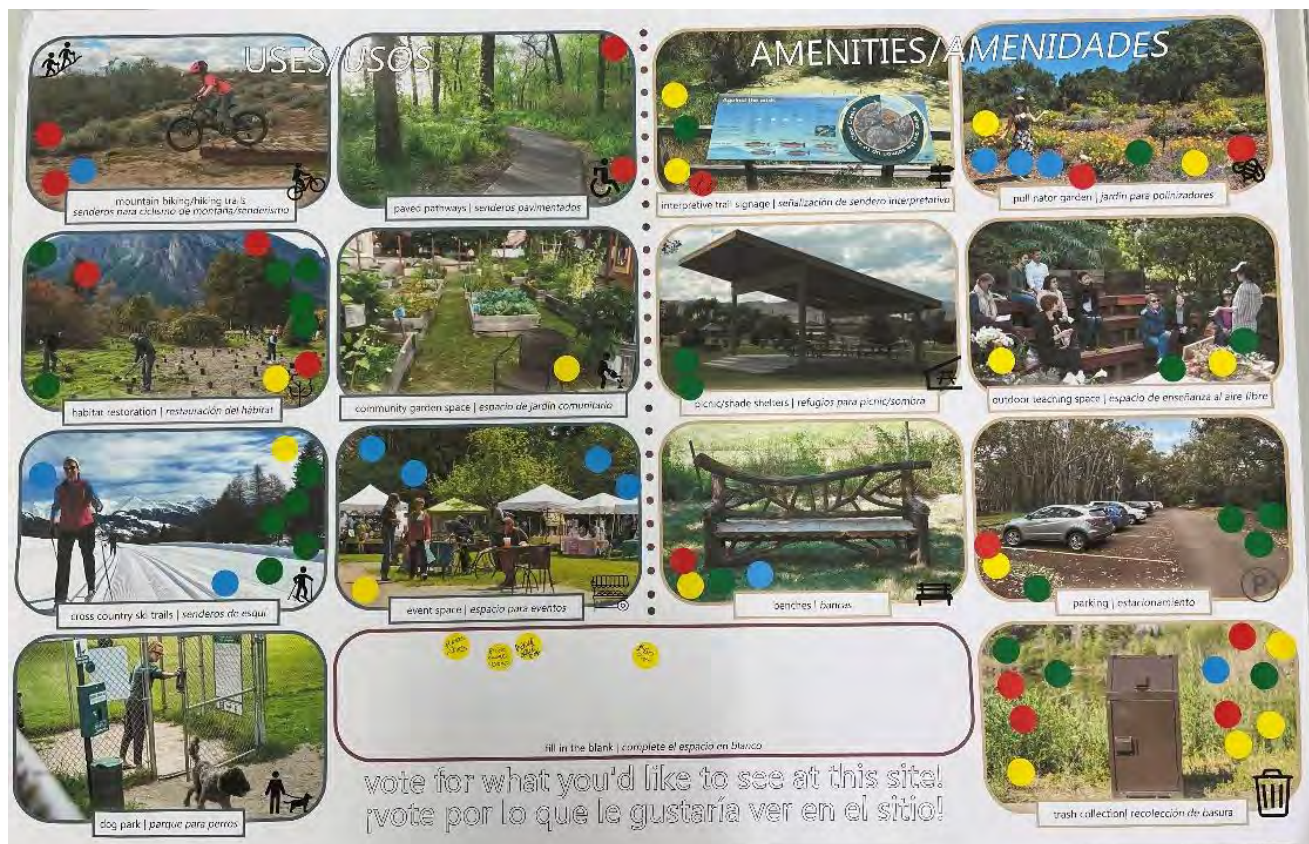 USES/USOS
AMENITIES/AMENIDADES
mountain biking/hiking trails
senderos para ciclismo de montaña/senderismo
paved pathways | senderos pavimentados
interpretive trail signage | señalización de sendero interpretativo
pollinator garden | jardín para polinizadores
habitat restoration | restauración del hábitat
community garden space | espacio de jardín comunitario
picnic/shade shelters | refugios para picnic/sombra
outdoor teaching space | espacio de enseñanza al aire libre
cross country ski trails | senderos de esquí
event space | espacio para eventos
benches | bancas
parking | estacionamiento
P
dog park | parque para perros
fill in the blank | complete el espacio en blanco
trash collection| recolección de basura
vote for what you'd like to see at this site!
¡vote por lo que le gustaría ver en el sitio!